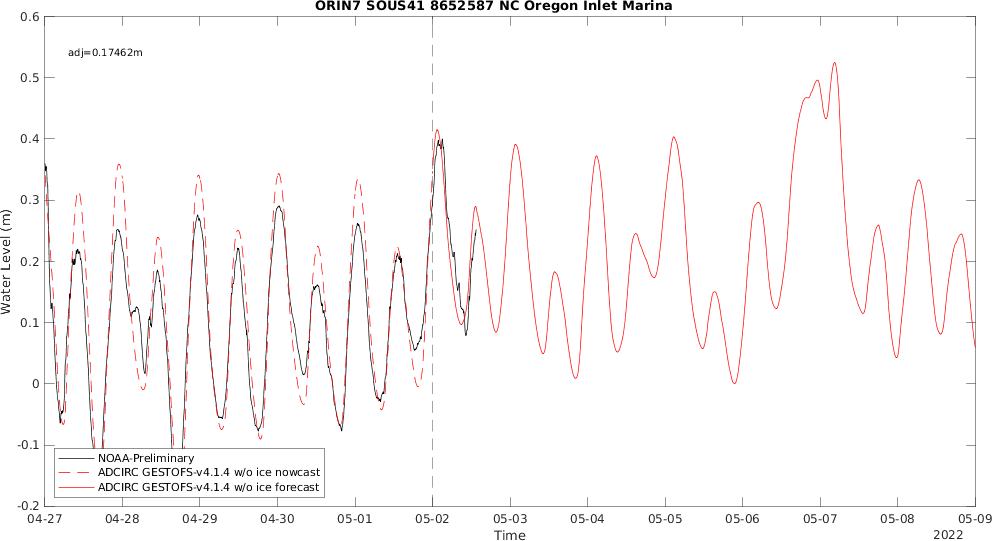 ORIN7 SOUS41 8652587 NC Oregon Inlet Marina
0.6
0.5
0.4
0.3
0.2
0.1
0
-0.1
-0.2
Water Level (m)
adj=0.17462m
NOAA-Preliminary
ADCIRC GESTOFS-v4.1.4 w/o ice nowcast
ADCIRC GESTOFS-v4.1.4 w/o ice forecast
04-27 04-28 04-29 04-30 05-01 05-02 05-03 05-04 05-05 05-06 05-07 05-08 05-09
Time
2022